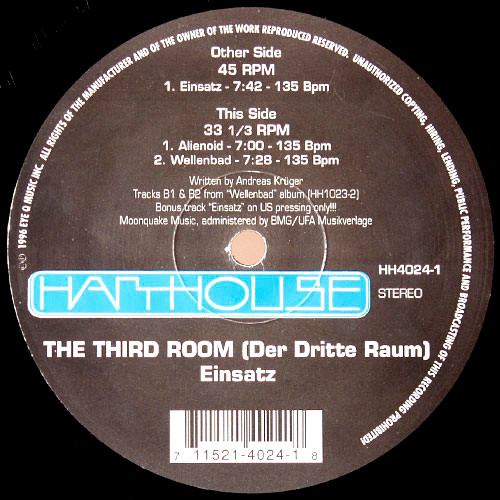 ℗© 1996 EYE Q MUSIC INC. ALL RIGHTS OF THE MANUFACTURER AND OF THE OWNER OF THE WORK REPRODUCED RESERVED. UNAUTHORIZED COPYING, HIRING, LENDING, PUBLIC PERFORMANCE AND BROADCASTING OF THIS RECORDING PROHIBITED!
Other Side
45 RPM
1. Einsatz - 7:42 - 135 Bpm
This Side
33 1/3 RPM
1. Alienoid - 7:00 - 135 Bpm
2. Wellenbad - 7:28 - 135 Bpm
Written by Andreas Krüger
Tracks B1 & B2 from "Wellenbad" album (HH1023-2)
Bonus track "Einsatz" on US pressing only!!!
Moonquake Music, administered by BMG/UFA Musikverlage
HH4024-1
HARTHOUSE
STEREO
THE THIRD ROOM (Der Dritte Raum)
Einsatz
7 11521-4024-1 8